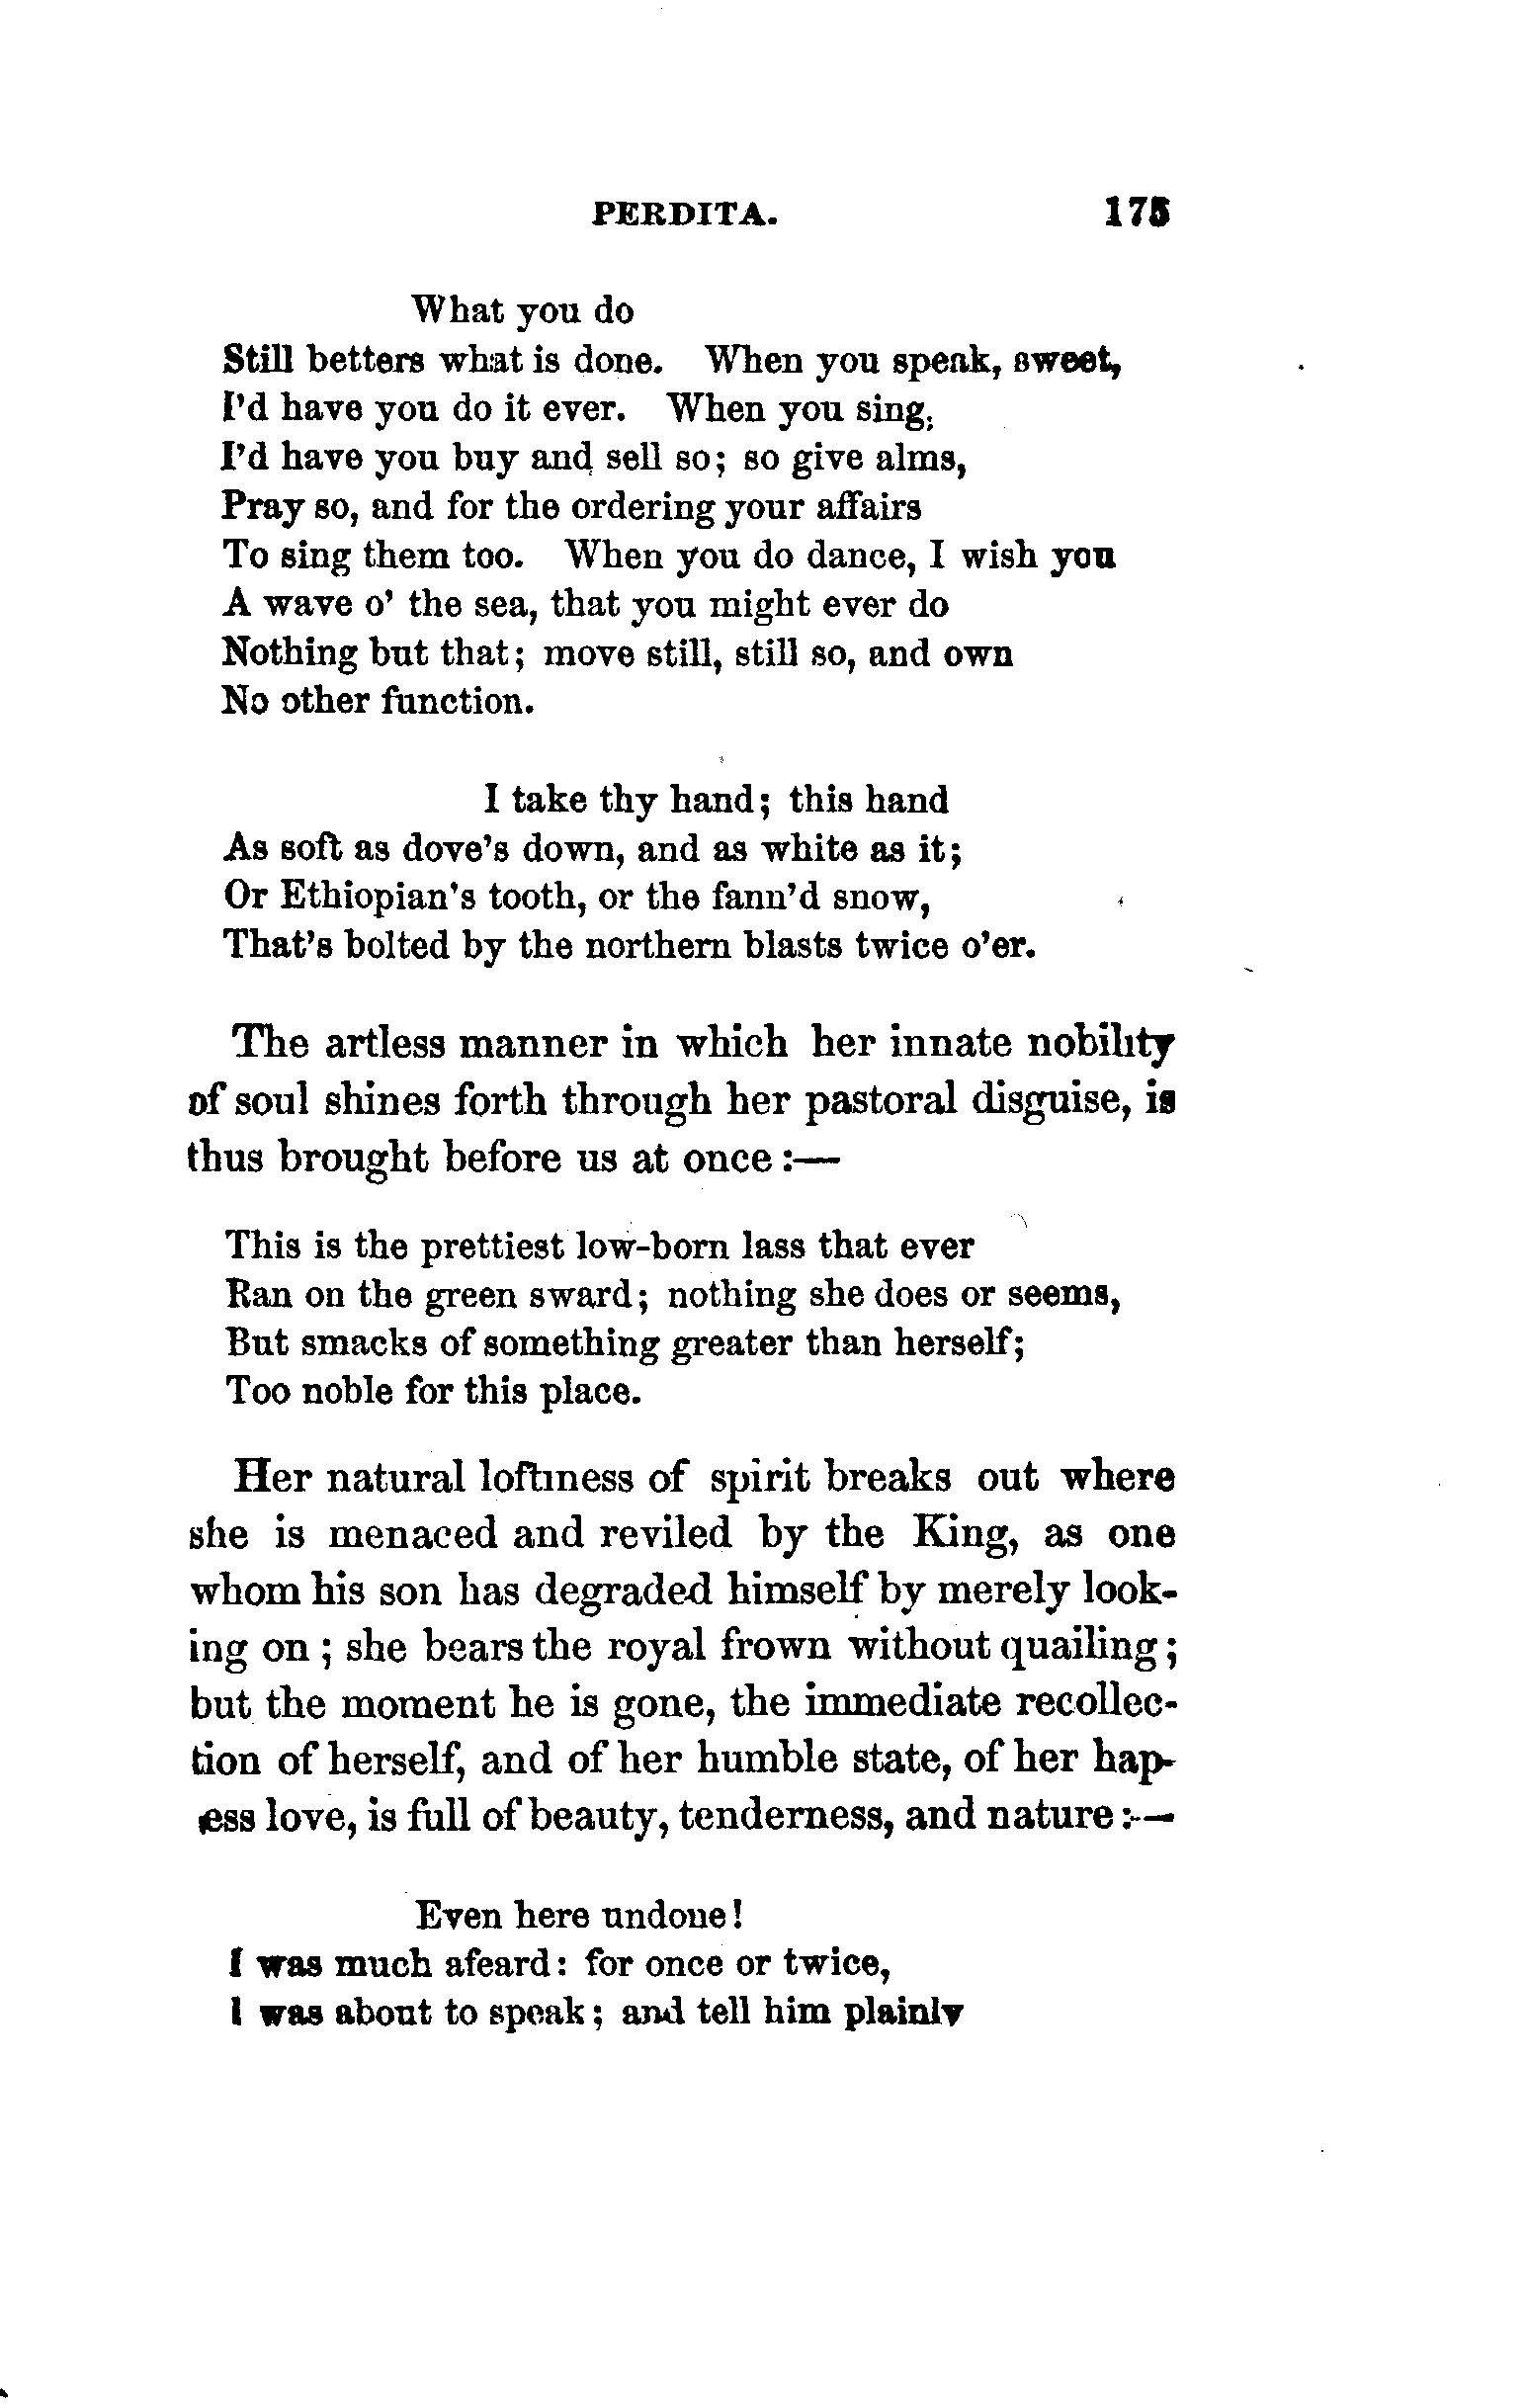 PERDITA. 175
What you do
Still betters what is done. When you speak, sweet,
I'd have you do it ever. When you sing,
I'd have you buy and sell so; so give alms,
Pray so, and for the ordering your affairs
To sing them too. When you do dance, I wish you
A wave o' the sea, that you might ever do
Nothing but that; move still, still so, and own
No other function.
I take thy hand; this hand
As soft as dove's down, and as white as it;
Or Ethiopian's tooth, or the fann'd snow,
That's bolted by the northern blasts twice o'er.
The artless manner in which her innate nobility
of soul shines forth through her pastoral disguise, is
thus brought before us at once :—
This is the prettiest low-born lass that ever
Ran on the green sward; nothing she does or seems,
But smacks of something greater than herself;
Too noble for this place.
Her natural loftiness of spirit breaks out where
she is menaced and reviled by the King, as one
whom his son has degraded himself by merely look-
ing on ; she bears the royal frown without quailing;
but the moment he is gone, the immediate recollec-
tion of herself, and of her humble state, of her hap-
less love, is full of beauty, tenderness, and nature:—
Even here undone!
I was much afeard: for once or twice,
I was about to speak; and tell him plainly